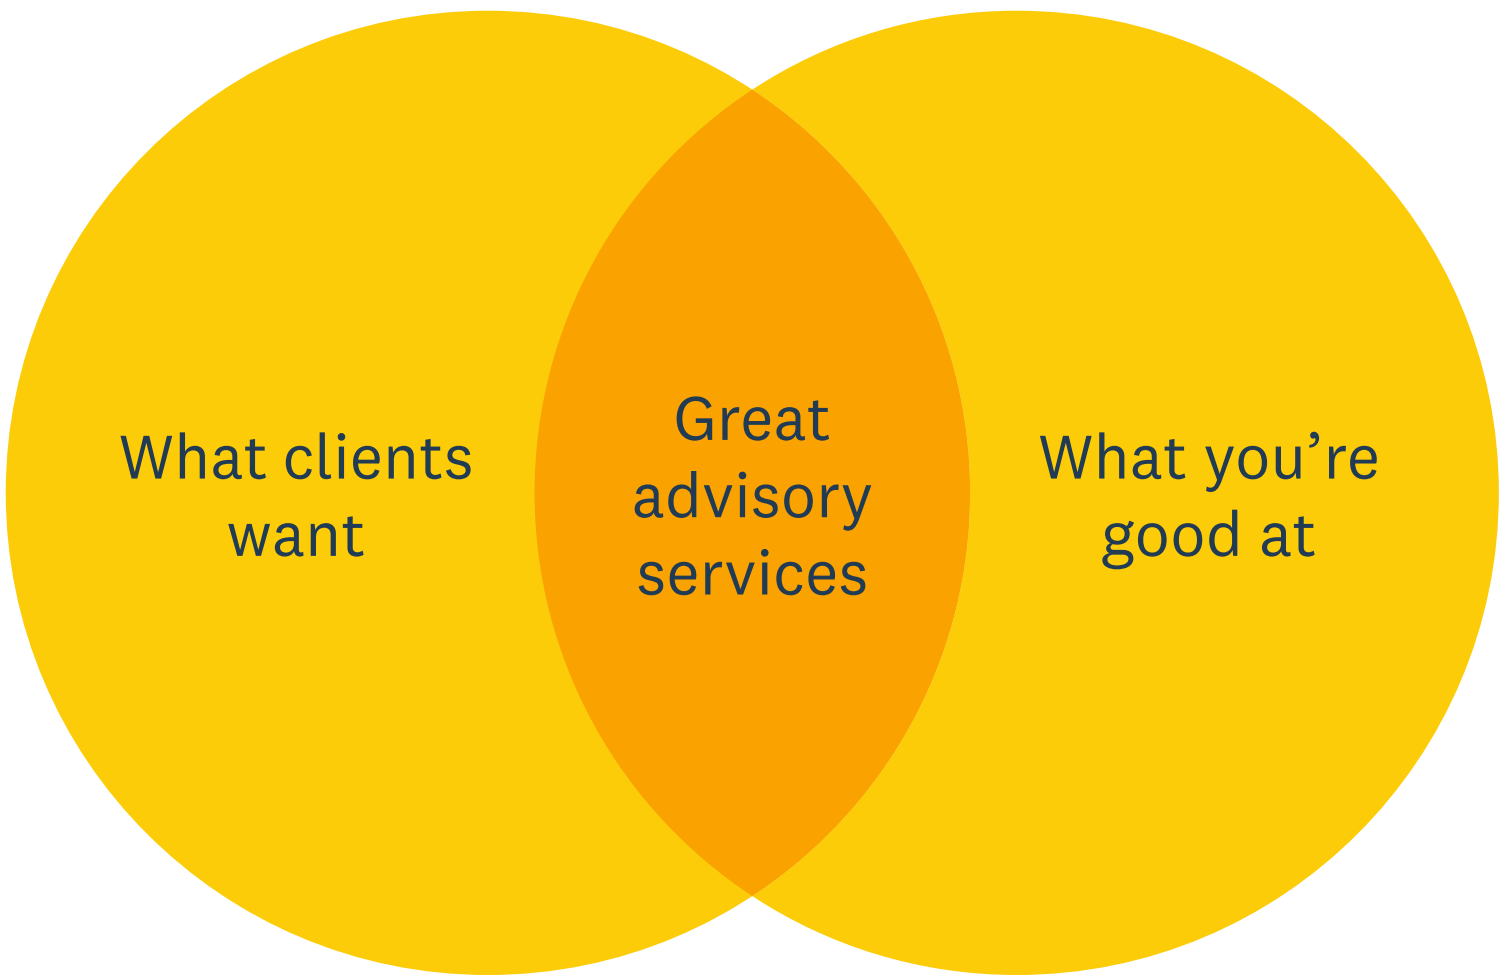 What clients
want
Great
advisory
services
What you’re
good at